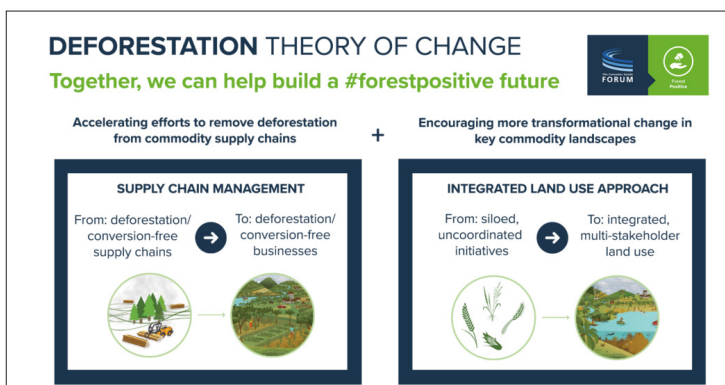 DEFORESTATION THEORY OF CHANGE
Together, we can help build a #forestpositive future
The Consumer Goods
FORUM
Forest
Positive
Accelerating efforts to remove deforestation
from commodity supply chains
+
Encouraging more transformational change in
key commodity landscapes
SUPPLY CHAIN MANAGEMENT
From: deforestation/
conversion-free
supply chains
To: deforestation/
conversion-free
businesses
INTEGRATED LAND USE APPROACH
From: siloed,
uncoordinated
initiatives
To: integrated,
multi-stakeholder
land use